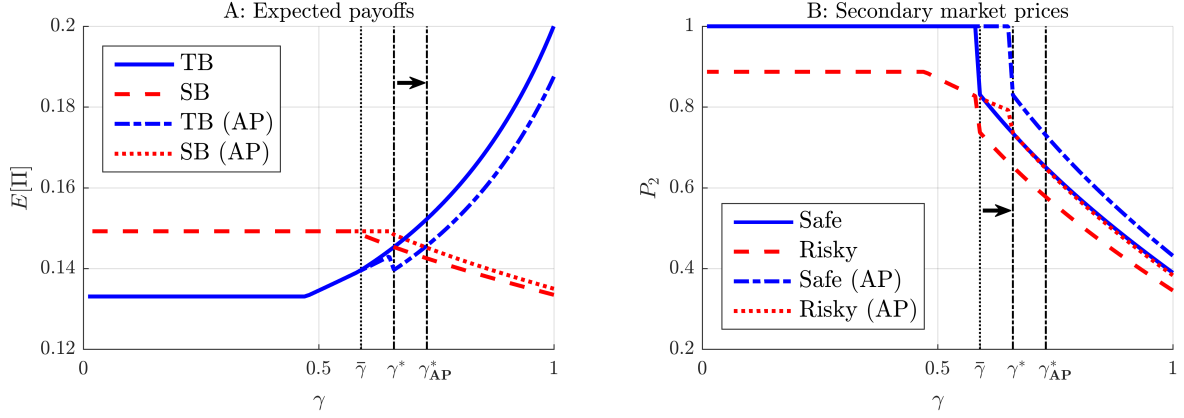 A: Expected payoffs
0.2
0.18
0.16
0.14
0.12
E[Π]
TB
SB
TB (AP)
SB (AP)
0
0.5
γ̄
γ*
γ*AP
1
γ
B: Secondary market prices
1
0.8
0.6
0.4
0.2
P2
Safe
Risky
Safe (AP)
Risky (AP)
0
0.5
γ̄
γ*
γ*AP
1
γ